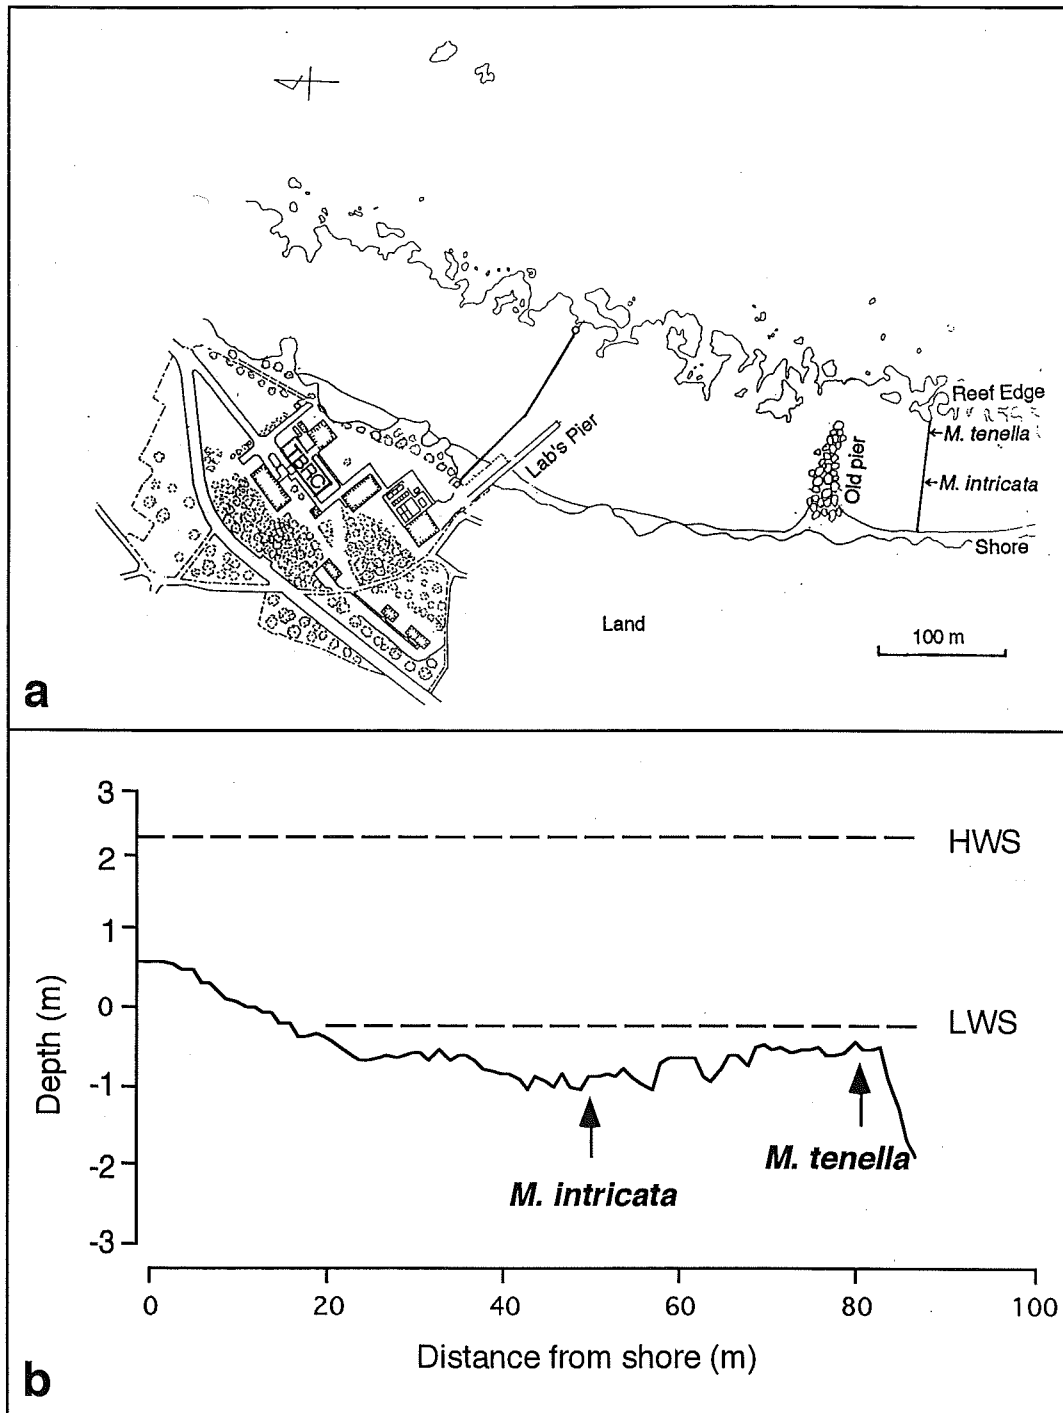 Reef Edge
M. tenella
M. intricata
Old pier
Lab's Pier
TBRC
Shore
Land
100 m
a
3
2
1
0
-1
-2
-3
Depth (m)
HWS
LWS
M. intricata
M. tenella
0 20 40 60 80 100
Distance from shore (m)
b